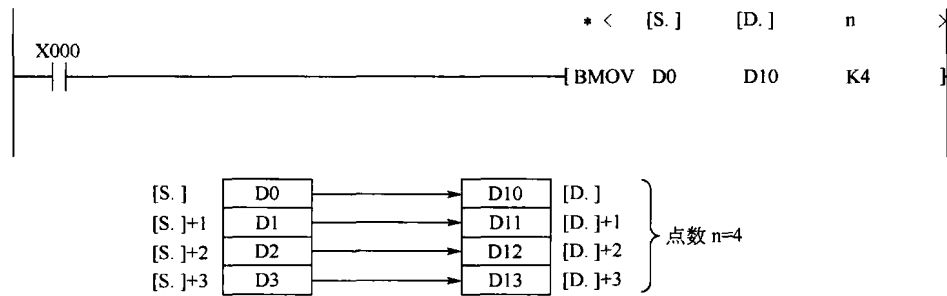 * < [S. ] [D. ] n >
X000
[ BMOV D0 D10 K4 ]
[S. ] D0 D10 [D. ]
[S. ]+1 D1 D11 [D. ]+1
[S. ]+2 D2 D12 [D. ]+2
[S. ]+3 D3 D13 [D. ]+3
点数 n=4